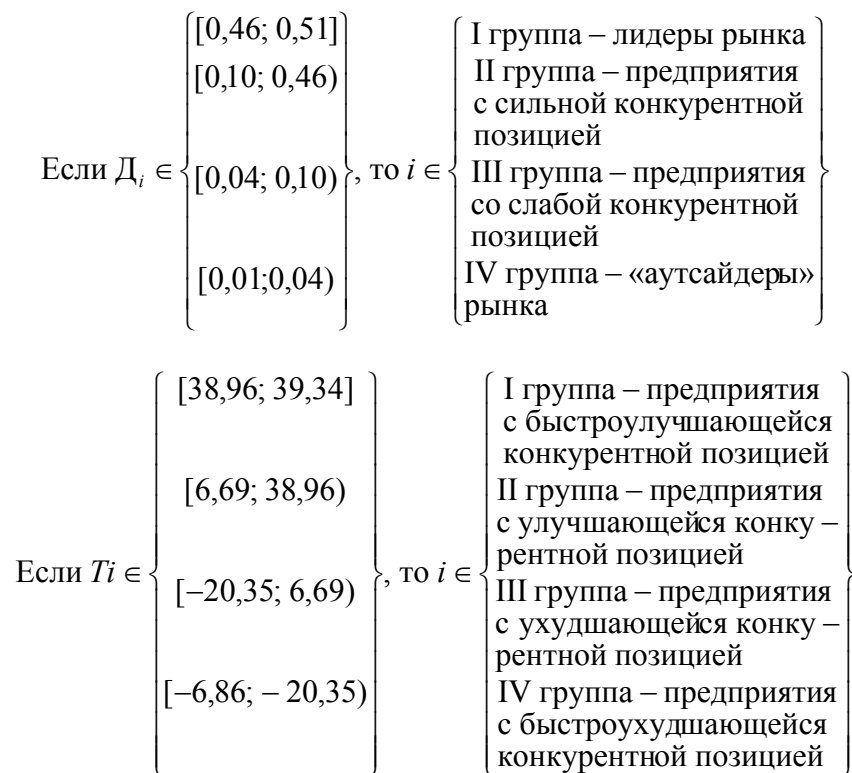 [0,46; 0,51]
I группа – лидеры рынка
[0,10; 0,46)
II группа – предприятия
с сильной конкурентной
позицией
Если Дᵢ ∈
[0,04; 0,10)
, то i ∈
III группа – предприятия
со слабой конкурентной
позицией
[0,01;0,04)
IV группа – «аутсайдеры»
рынка
[38,96; 39,34]
I группа – предприятия
с быстроулучшающейся
конкурентной позицией
[6,69; 38,96)
II группа – предприятия
с улучшающейся конку –
рентной позицией
Если Ti ∈
[−20,35; 6,69)
, то i ∈
III группа – предприятия
с ухудшающейся конку –
рентной позицией
[−6,86; − 20,35)
IV группа – предприятия
с быстроухудшающейся
конкурентной позицией